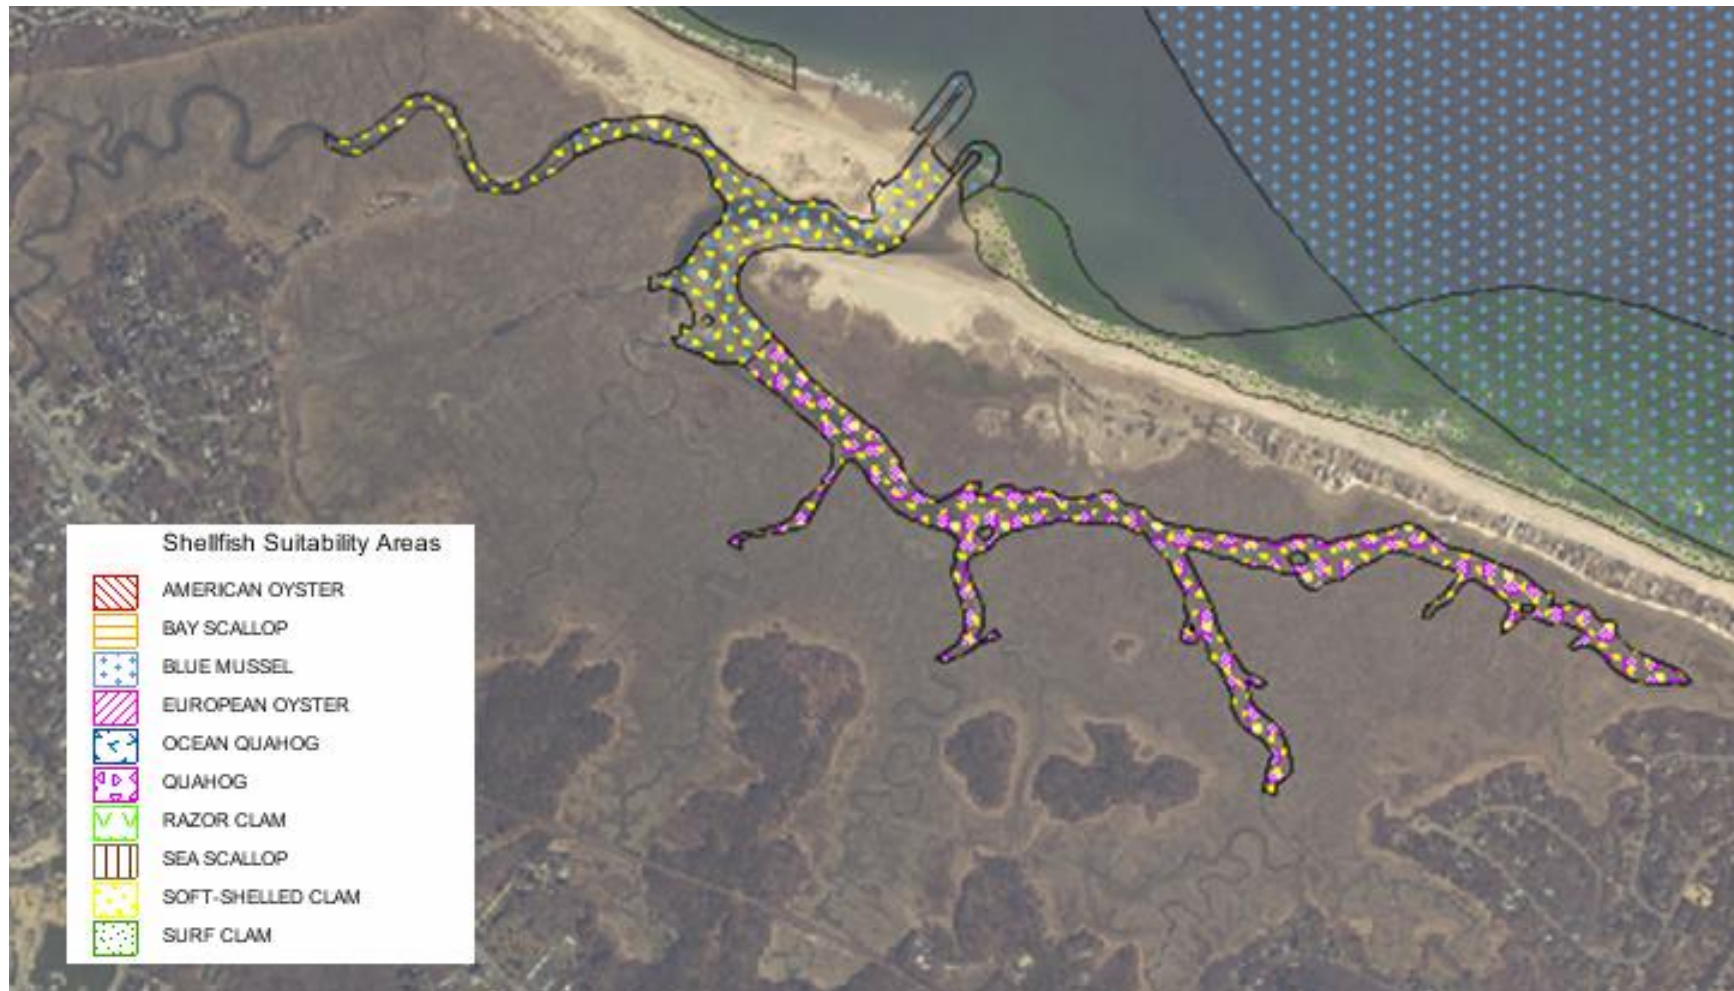 Shellfish Suitability Areas
AMERICAN OYSTER
BAY SCALLOP
BLUE MUSSEL
EUROPEAN OYSTER
OCEAN QUAHOG
QUAHOG
RAZOR CLAM
SEA SCALLOP
SOFT-SHELLED CLAM
SURF CLAM